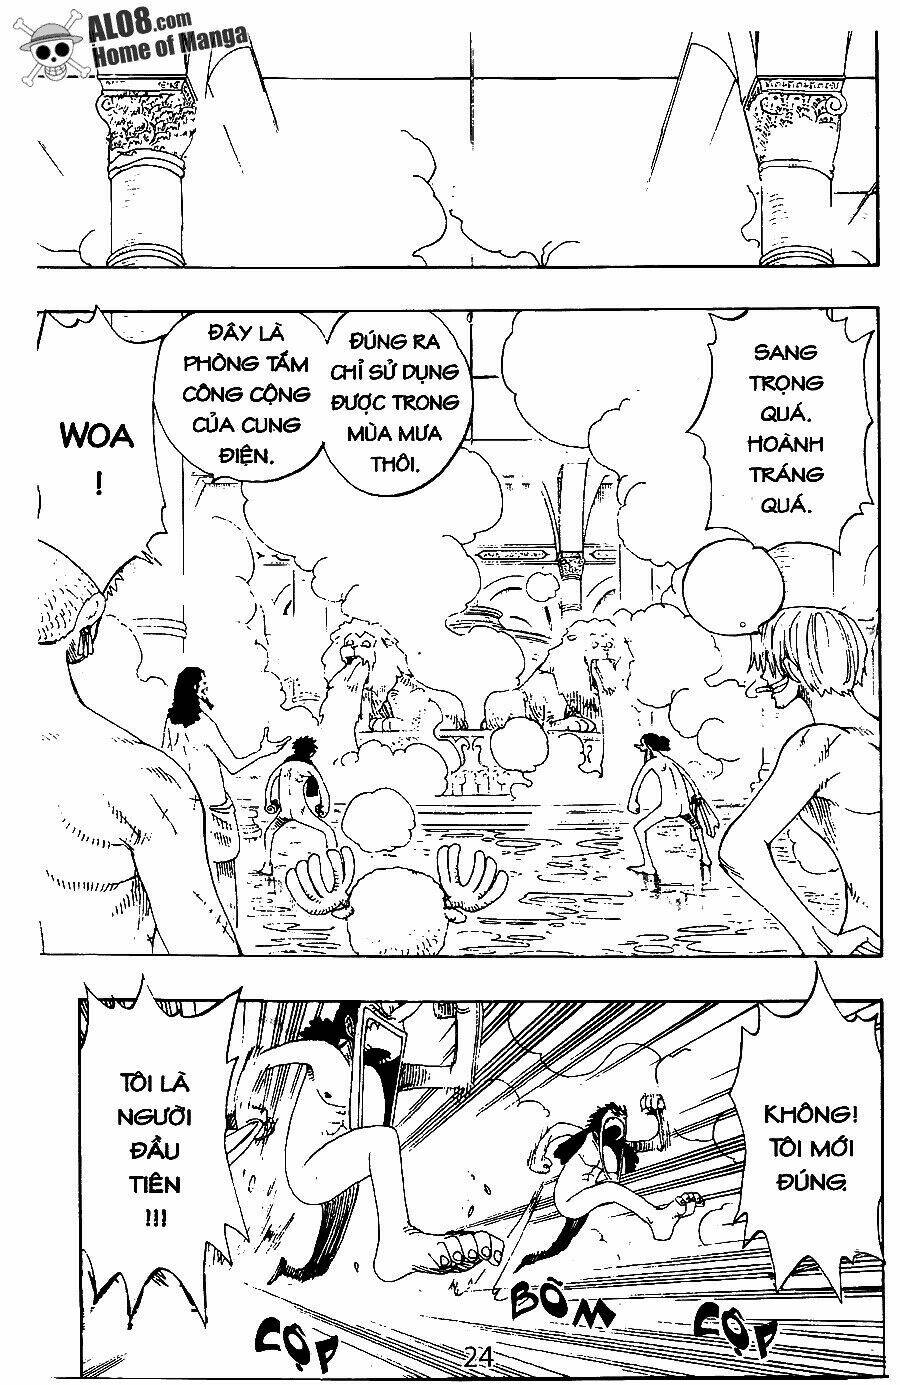 AL08.com
Home of Manga
SANG
TRỌNG
QUÁ.
HOÀNH
TRÁNG
QUÁ.
ĐÚNG RA
CHỈ SỬ DỤNG
ĐƯỢC TRONG
MÙA MƯA
THÔI.
ĐÂY LÀ
PHÒNG TẮM
CÔNG CỘNG
CỦA CUNG
ĐIỆN.
WOA
!
KHÔNG!
TÔI MỚI
ĐÚNG.
TÔI LÀ
NGƯỜI
ĐẦU
TIÊN
!!!
CỘP
BÕM
CỘP
24